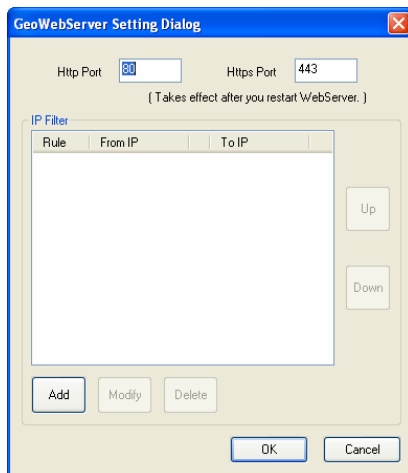 GeoWebServer Setting Dialog
Http Port 80 Https Port 443
( Takes effect after you restart WebServer. )
IP Filter
Rule From IP To IP
Up
Down
Add Modify Delete
OK Cancel